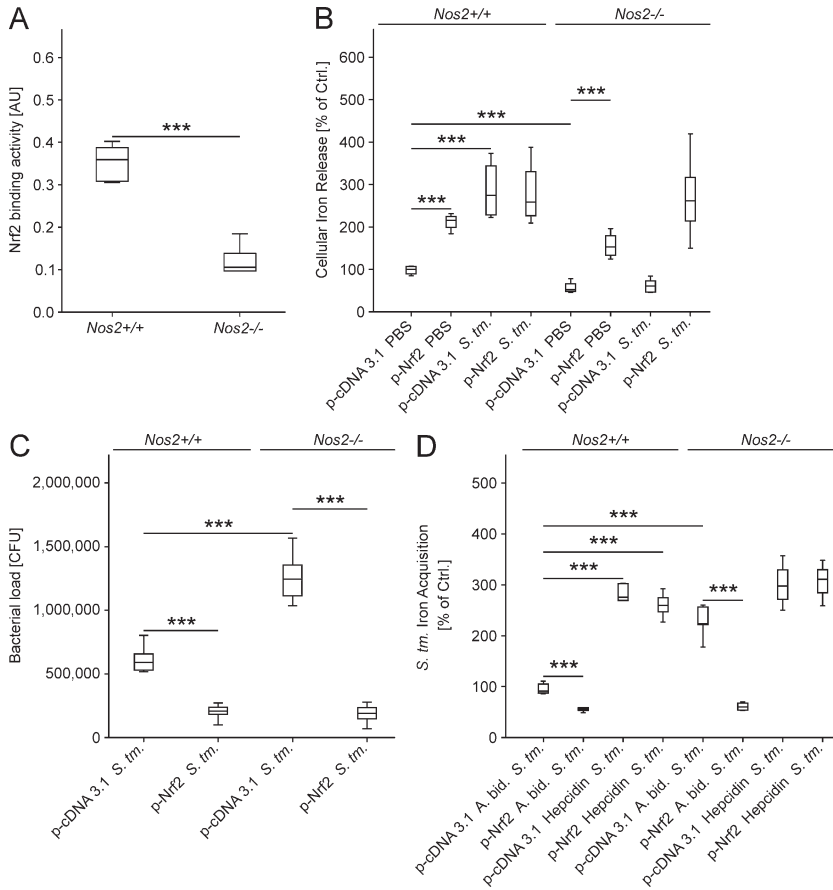 A
Nrf2 binding activity [AU]
0.6
0.5
0.4
0.3
0.2
0.1
0.0
***
Nos2+/+
Nos2-/-
B
Nos2+/+
Nos2-/-
Cellular Iron Release [% of Ctrl.]
600
500
400
300
200
100
0
***
***
***
***
p-cDNA 3.1 PBS
p-Nrf2 PBS
p-cDNA 3.1 S. tm.
p-Nrf2 S. tm.
p-cDNA 3.1 PBS
p-Nrf2 PBS
p-cDNA 3.1 S. tm.
p-Nrf2 S. tm.
C
Nos2+/+
Nos2-/-
Bacterial load [CFU]
2,000,000
1,500,000
1,000,000
500,000
0
***
***
***
p-cDNA 3.1 S. tm.
p-Nrf2 S. tm.
p-cDNA 3.1 S. tm.
p-Nrf2 S. tm.
D
Nos2+/+
Nos2-/-
S. tm. Iron Acquisition
[% of Ctrl.]
500
400
300
200
100
0
***
***
***
***
***
p-cDNA 3.1 A. bid. S. tm.
p-Nrf2 A. bid. S. tm.
p-cDNA 3.1 Hepcidin S. tm.
p-Nrf2 Hepcidin S. tm.
p-cDNA 3.1 A. bid. S. tm.
p-Nrf2 A. bid. S. tm.
p-cDNA 3.1 Hepcidin S. tm.
p-Nrf2 Hepcidin S. tm.